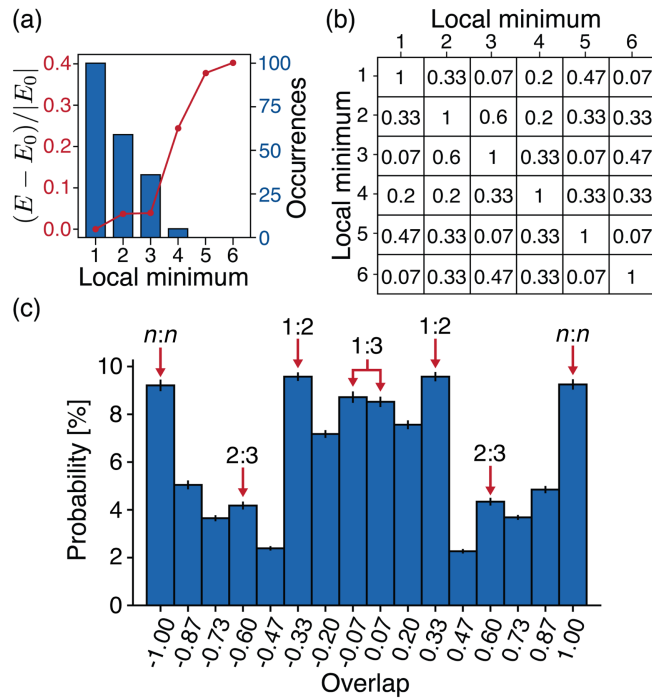 (a)
(E − E₀)/|E₀|
0.4
0.3
0.2
0.1
0.0
100
75
50
25
0
Occurrences
1 2 3 4 5 6
Local minimum
(b)
Local minimum
1 2 3 4 5 6
Local minimum
1 1 0.33 0.07 0.2 0.47 0.07
2 0.33 1 0.6 0.2 0.33 0.33
3 0.07 0.6 1 0.33 0.07 0.47
4 0.2 0.2 0.33 1 0.33 0.33
5 0.47 0.33 0.07 0.33 1 0.07
6 0.07 0.33 0.47 0.33 0.07 1
(c)
n:n 1:2 1:3 1:2 n:n
2:3 2:3
Probability [%]
10
8
6
4
2
0
-1.00 -0.87 -0.73 -0.60 -0.47 -0.33 -0.20 -0.07 0.07 0.20 0.33 0.47 0.60 0.73 0.87 1.00
Overlap